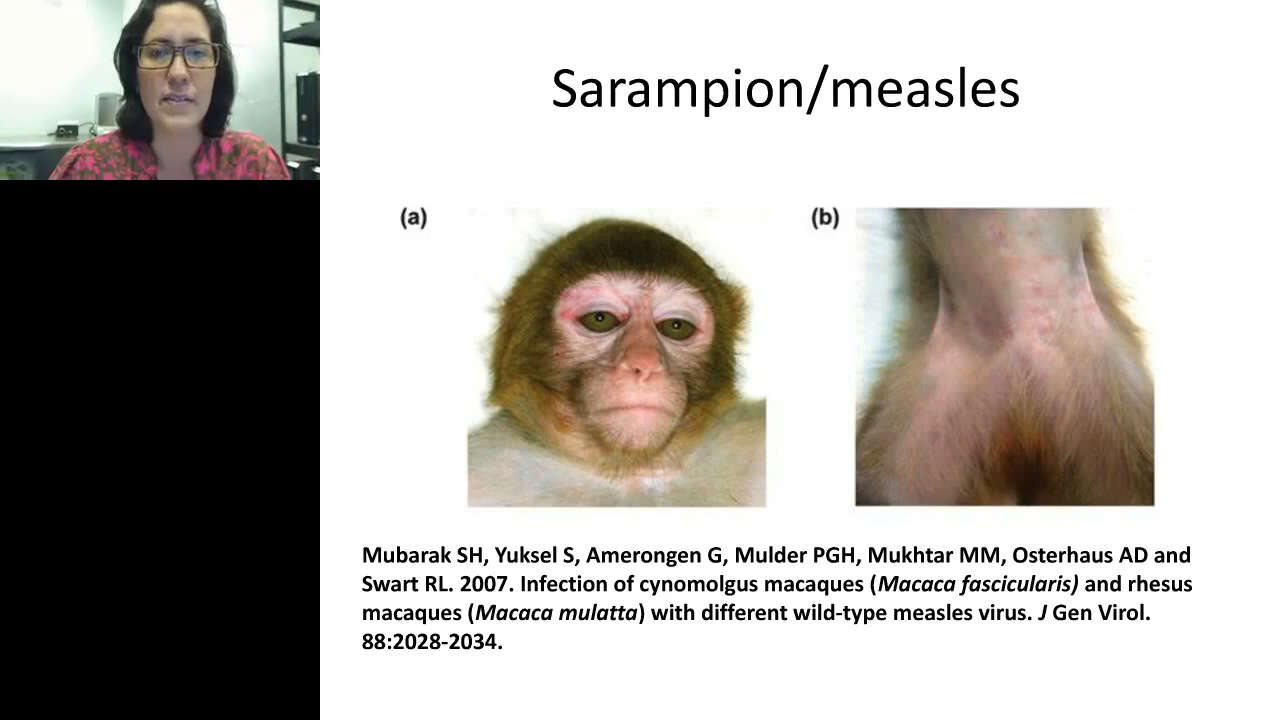 Sarampion/measles
(a)
(b)
Mubarak SH, Yuksel S, Amerongen G, Mulder PGH, Mukhtar MM, Osterhaus AD and
Swart RL. 2007. Infection of cynomolgus macaques (Macaca fascicularis) and rhesus
macaques (Macaca mulatta) with different wild-type measles virus. J Gen Virol.
88:2028-2034.